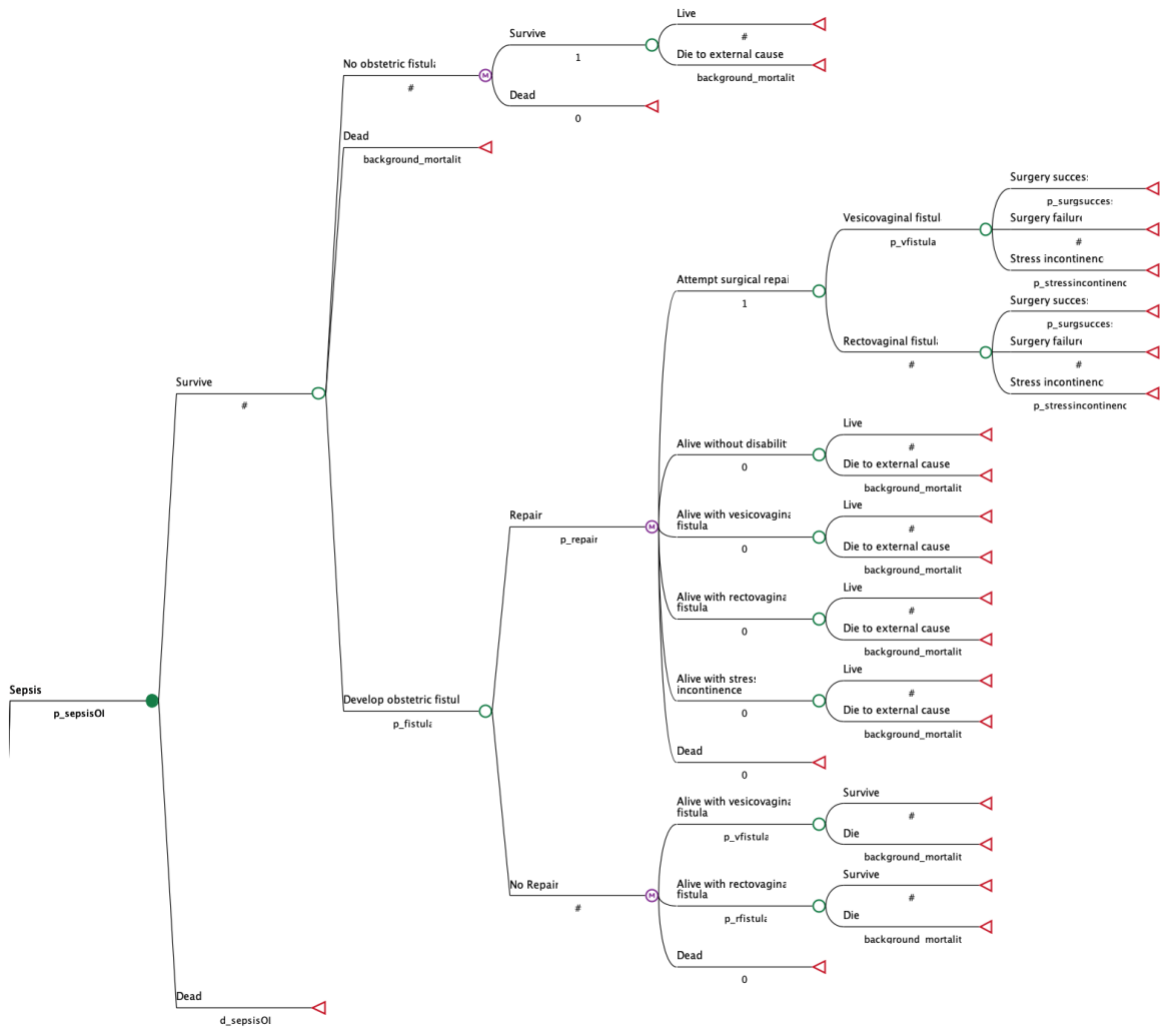 Live
#
Survive
1
Die to external cause
background_mortalit
No obstetric fistula
#
Dead
0
Dead
background_mortalit
Surgery succes
p_surgsucces
Vesicovaginal fistul
p_vfistula
Surgery failure
#
Stress incontinenc
p_stressincontinenc
Attempt surgical repai
1
Surgery succes
p_surgsucces
Rectovaginal fistula
#
Surgery failure
#
Stress incontinenc
p_stressincontinenc
Survive
#
Live
#
Alive without disabilit
0
Die to external cause
background_mortalit
Live
#
Alive with vesicovagina
fistula
0
Die to external cause
background_mortalit
Repair
p_repair
Live
#
Alive with rectovagina
fistula
0
Die to external cause
background_mortalit
Live
#
Alive with stres
incontinence
0
Die to external cause
background_mortalit
Sepsis
p_sepsisOI
Develop obstetric fistul
p_fistula
Dead
0
Survive
#
Alive with vesicovagina
fistula
p_vfistula
Die
background_mortalit
No Repair
#
Survive
#
Alive with rectovagina
fistula
p_rfistula
Die
background_mortalit
Dead
0
Dead
d_sepsisOI